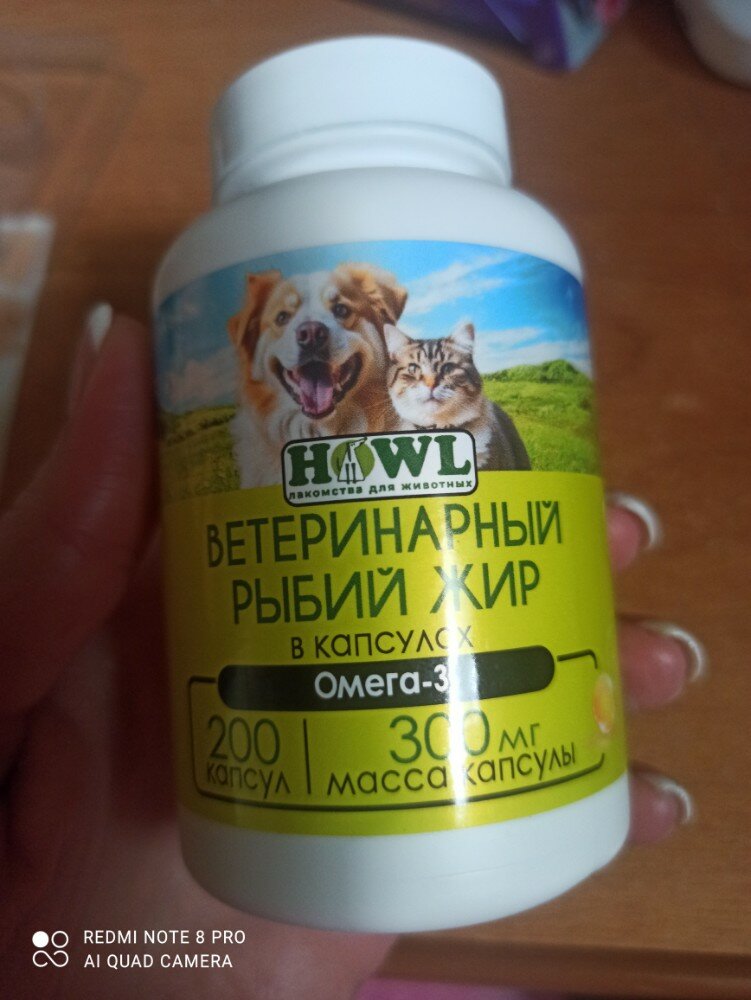 HOWL
лакомства для животных
ВЕТЕРИНАРНЫЙ
РЫБИЙ ЖИР
В КАПСУЛАХ
Омега-3
200
капсул
300 мг
масса капсулы
REDMI NOTE 8 PRO
AI QUAD CAMERA